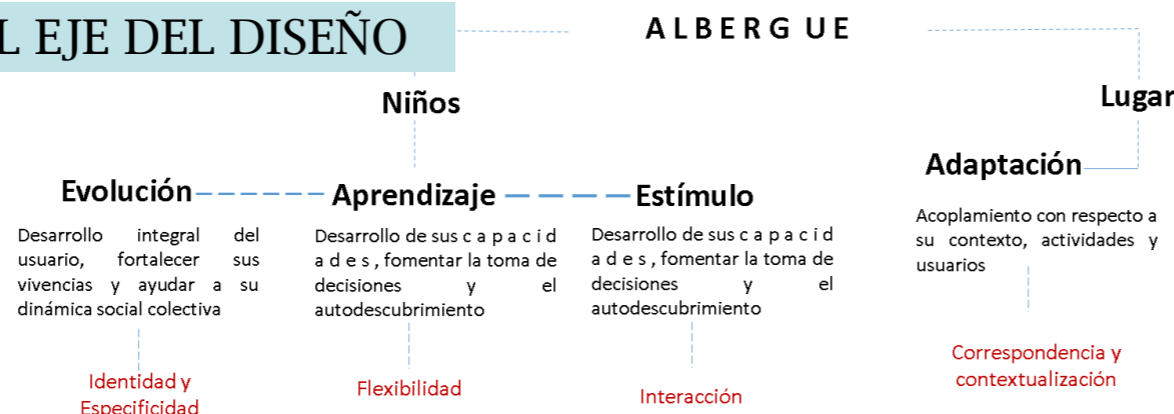 L EJE DEL DISEÑO
ALBERGUE
Niños
Lugar
Evolución
Aprendizaje
Estímulo
Adaptación
Desarrollo integral del
usuario, fortalecer sus
vivencias y ayudar a su
dinámica social colectiva
Desarrollo de sus c a p a c i d
a d e s , fomentar la toma de
decisiones y el
autodescubrimiento
Desarrollo de sus c a p a c i d
a d e s , fomentar la toma de
decisiones y el
autodescubrimiento
Acoplamiento con respecto a
su contexto, actividades y
usuarios
Identidad y
Especificidad
Flexibilidad
Interacción
Correspondencia y
contextualización